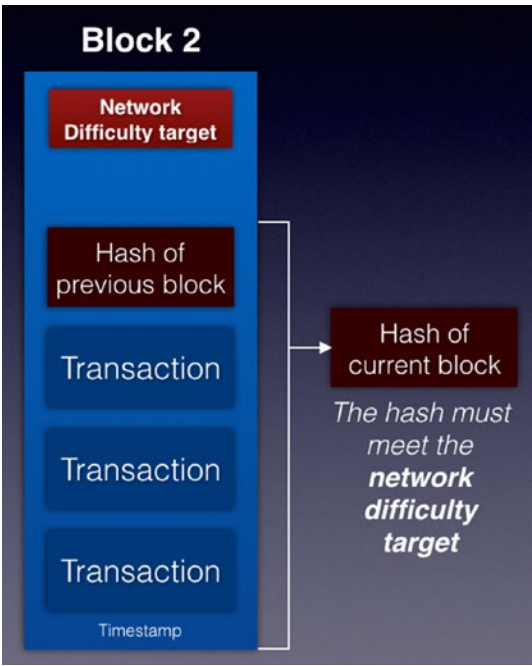 Block 2
Network
Difficulty target
Hash of
previous block
Transaction
Transaction
Transaction
Timestamp
Hash of
current block
The hash must
meet the
network
difficulty
target